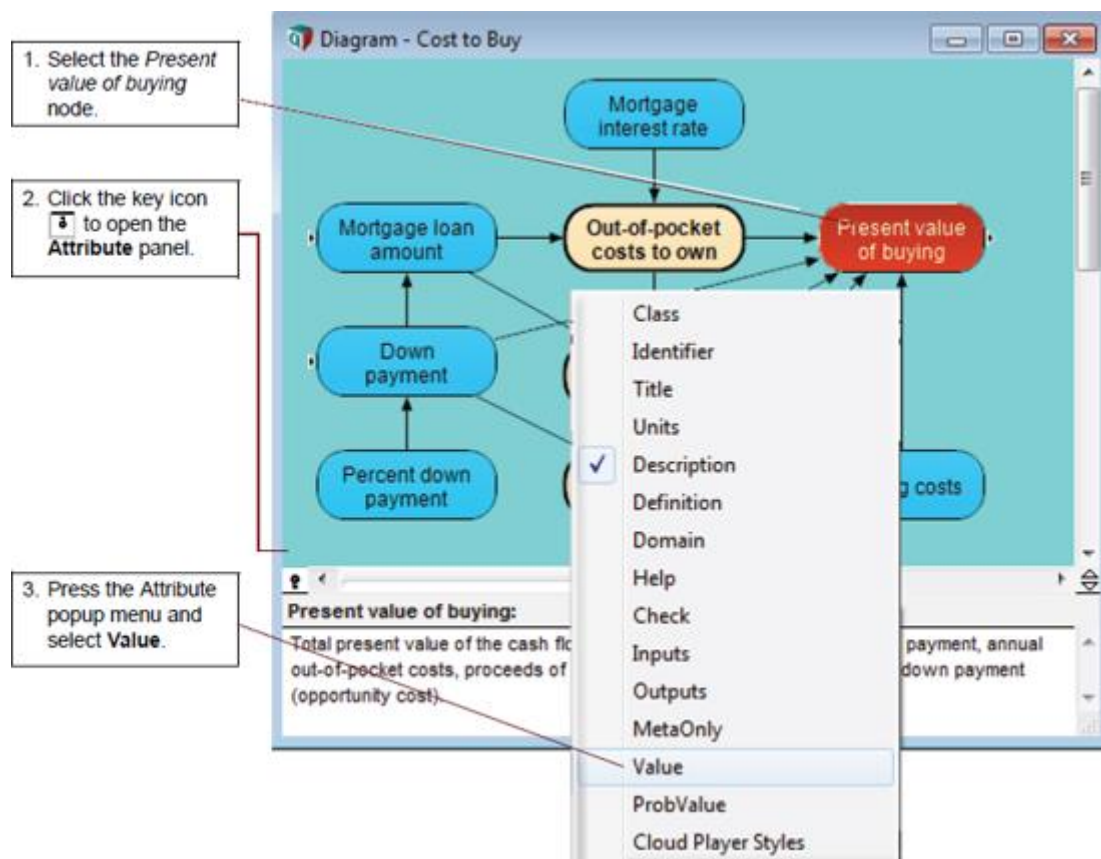 Diagram - Cost to Buy
1. Select the Present
value of buying
node.
Mortgage
interest rate
2. Click the key icon
to open the
Attribute panel.
Mortgage loan
amount
Out-of-pocket
costs to own
Present value
of buying
Down
payment
Percent down
payment
g costs
Class
Identifier
Title
Units
Description
Definition
Domain
Help
Check
Inputs
Outputs
MetaOnly
Value
ProbValue
Cloud Player Styles
3. Press the Attribute
popup menu and
select Value.
Present value of buying:
Total present value of the cash flo payment, annual
out-of-pocket costs, proceeds of down payment
(opportunity cost).